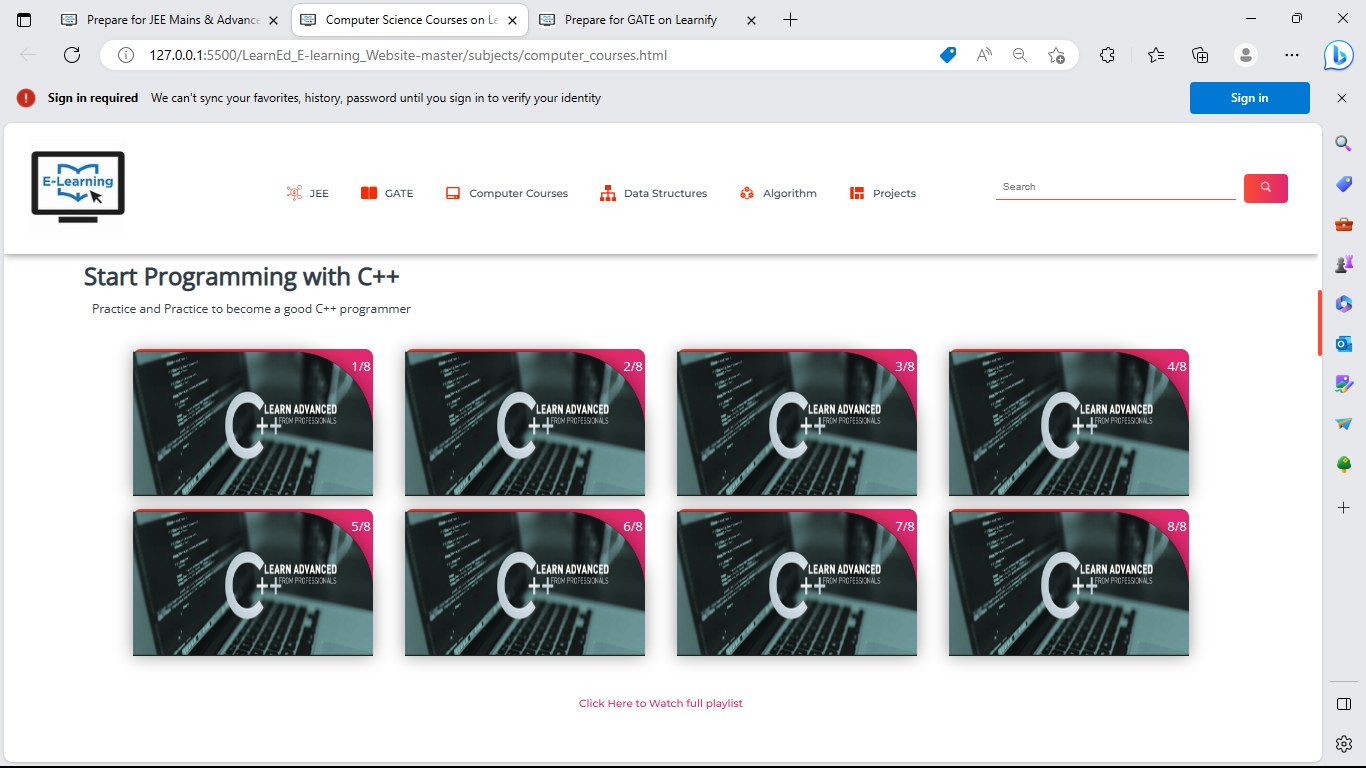 Prepare for JEE Mains & Advance
Computer Science Courses on Le
Prepare for GATE on Learnify
127.0.0.1:5500/LearnEd_E-learning_Website-master/subjects/computer_courses.html
Sign in required We can't sync your favorites, history, password until you sign in to verify your identity
Sign in
E-Learning
JEE
GATE
Computer Courses
Data Structures
Algorithm
Projects
Search
Start Programming with C++
Practice and Practice to become a good C++ programmer
1/8
C++ LEARN ADVANCED
FROM PROFESSIONALS
2/8
C++ LEARN ADVANCED
FROM PROFESSIONALS
3/8
C++ LEARN ADVANCED
FROM PROFESSIONALS
4/8
C++ LEARN ADVANCED
FROM PROFESSIONALS
5/8
C++ LEARN ADVANCED
FROM PROFESSIONALS
6/8
C++ LEARN ADVANCED
FROM PROFESSIONALS
7/8
C++ LEARN ADVANCED
FROM PROFESSIONALS
8/8
C++ LEARN ADVANCED
FROM PROFESSIONALS
Click Here to Watch full playlist